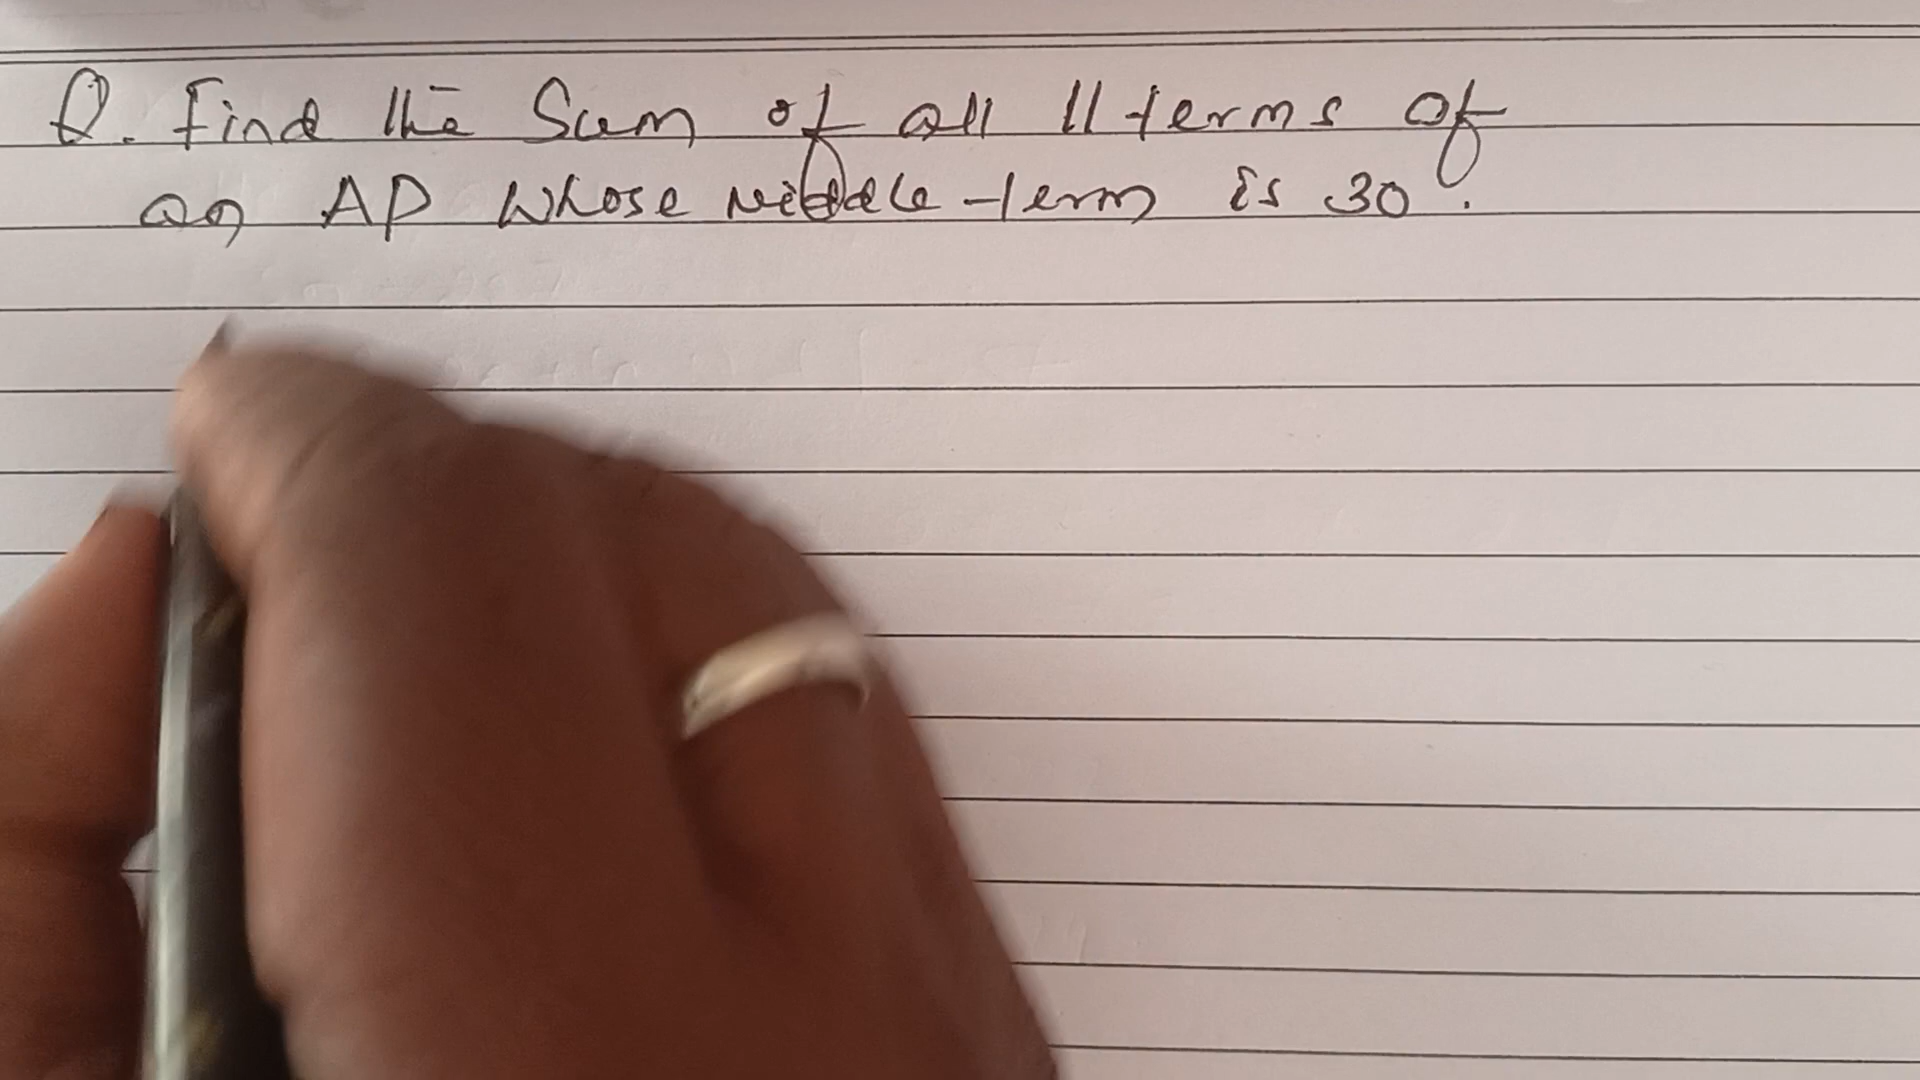 Q. Find the Sum of all 11 terms of
an AP whose middle term is 30.